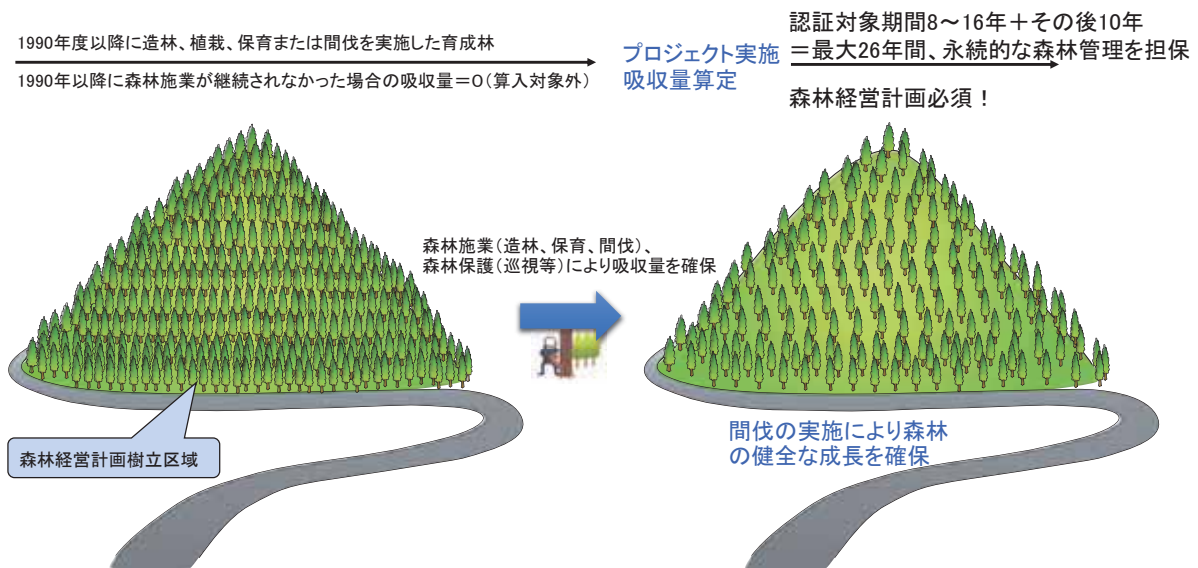 1990年度以降に造林、植栽、保育または間伐を実施した育成林
1990年以降に森林施業が継続されなかった場合の吸収量＝０（算入対象外）
プロジェクト実施
吸収量算定
認証対象期間8～16年＋その後10年
＝最大26年間、永続的な森林管理を担保
森林経営計画必須！
森林施業（造林、保育、間伐）、
森林保護（巡視等）により吸収量を確保
森林経営計画樹立区域
間伐の実施により森林
の健全な成長を確保